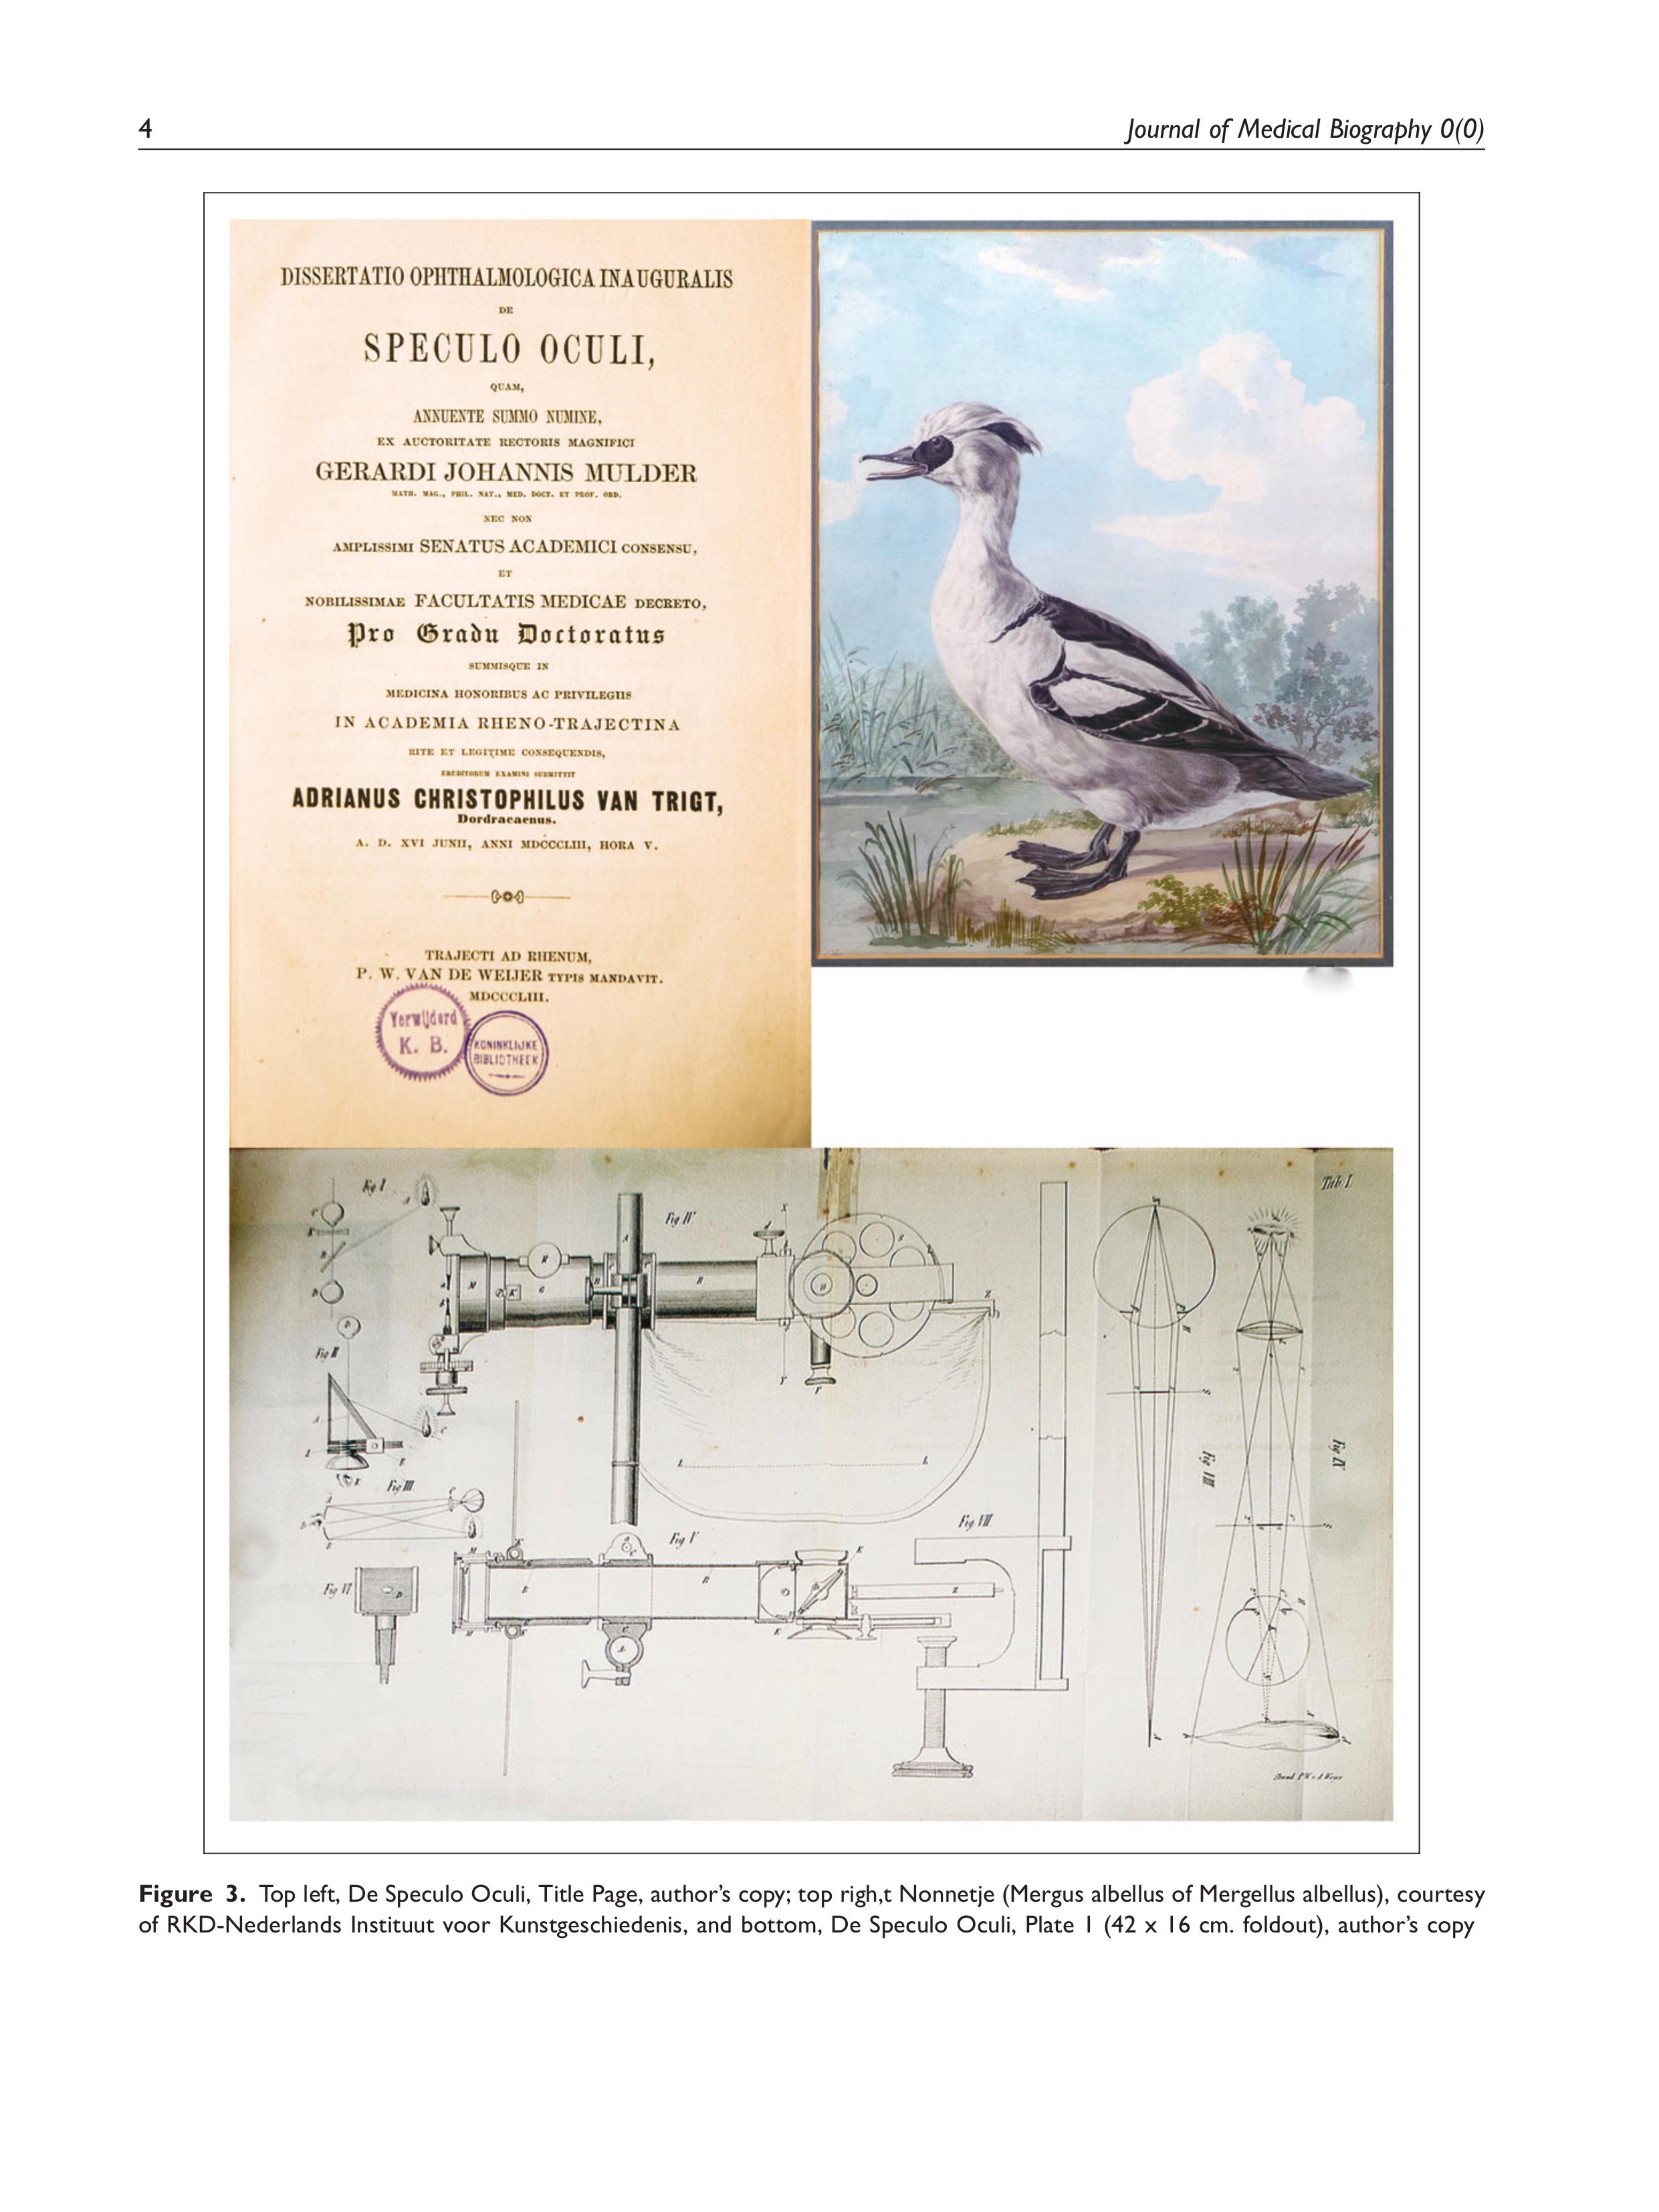 4
Journal of Medical Biography 0(0)
DISSERTATIO OPHTHALMOLOGICA INAUGURALIS
DE
SPECULO OCULI,
QUAM,
ANNUENTE SUMMO NUMINE,
EX AUCTORITATE RECTORIS MAGNIFICI
GERARDI JOHANNIS MULDER
MATH. MAG., PHIL. NAT., MED. DOCT. ET PROF. ORD.
NEC NON
AMPLISSIMI SENATUS ACADEMICI CONSENSU,
ET
NOBILISSIMAE FACULTATIS MEDICAE DECRETO,
Pro Gradu Doctoratus
SUMMISQUE IN
MEDICINA HONORIBUS AC PRIVILEGIIS
IN ACADEMIA RHENO-TRAJECTINA
RITE ET LEGITIME CONSEQUENDIS,
ERUDITORUM EXAMINI SUBMITTIT
ADRIANUS CHRISTOPHILUS VAN TRIGT,
Dordracaenus.
A. D. XVI JUNII, ANNI MDCCCLIII, HORA V.
TRAJECTI AD RHENUM,
P. W. VAN DE WEIJER TYPIS MANDAVIT.
MDCCCLIII.
Verwijderd
K. B.
KONINKLIJKE
BIBLIOTHEEK
Tab I.
Fig I
Fig IV
Fig II
Fig III
Fig V
Fig VI
Fig VII
Fig VIII
Fig IX
Figure 3. Top left, De Speculo Oculi, Title Page, author's copy; top righ,t Nonnetje (Mergus albellus of Mergellus albellus), courtesy
of RKD-Nederlands Instituut voor Kunstgeschiedenis, and bottom, De Speculo Oculi, Plate 1 (42 x 16 cm. foldout), author's copy